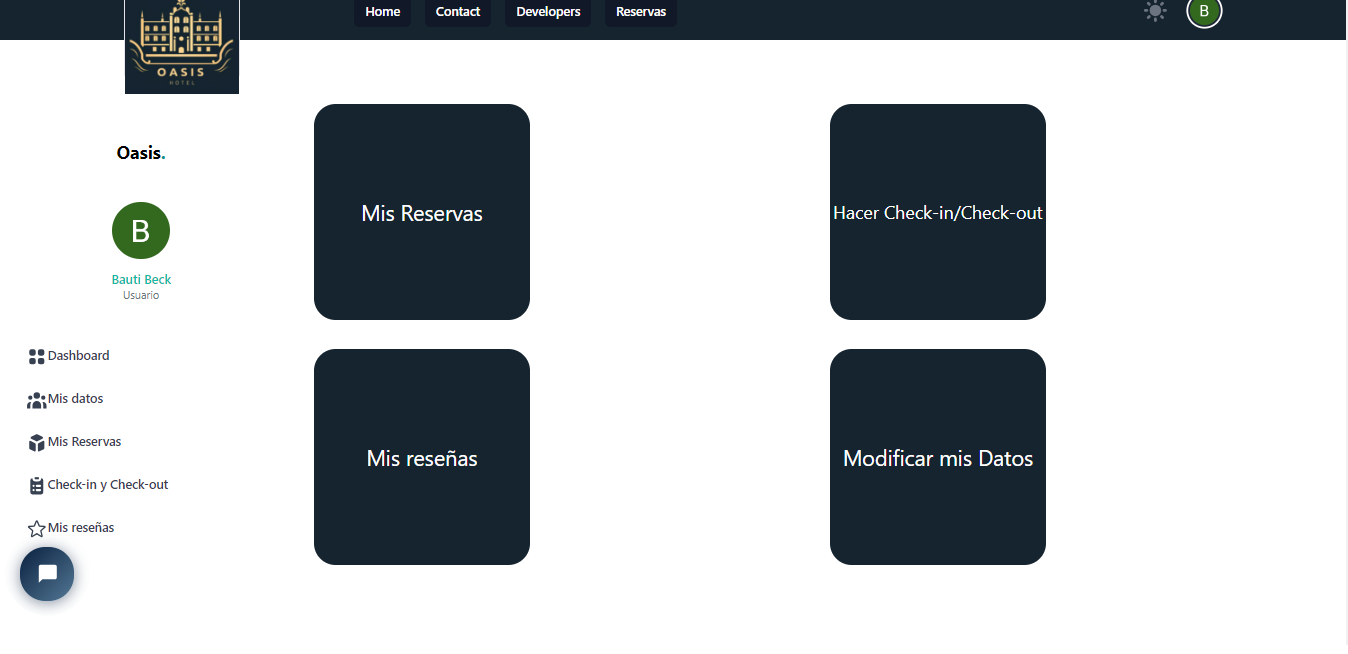 Home
Contact
Developers
Reservas
B
OASIS
HOTEL
Oasis.
B
Bauti Beck
Usuario
Dashboard
Mis datos
Mis Reservas
Check-in y Check-out
Mis reseñas
Mis Reservas
Hacer Check-in/Check-out
Mis reseñas
Modificar mis Datos